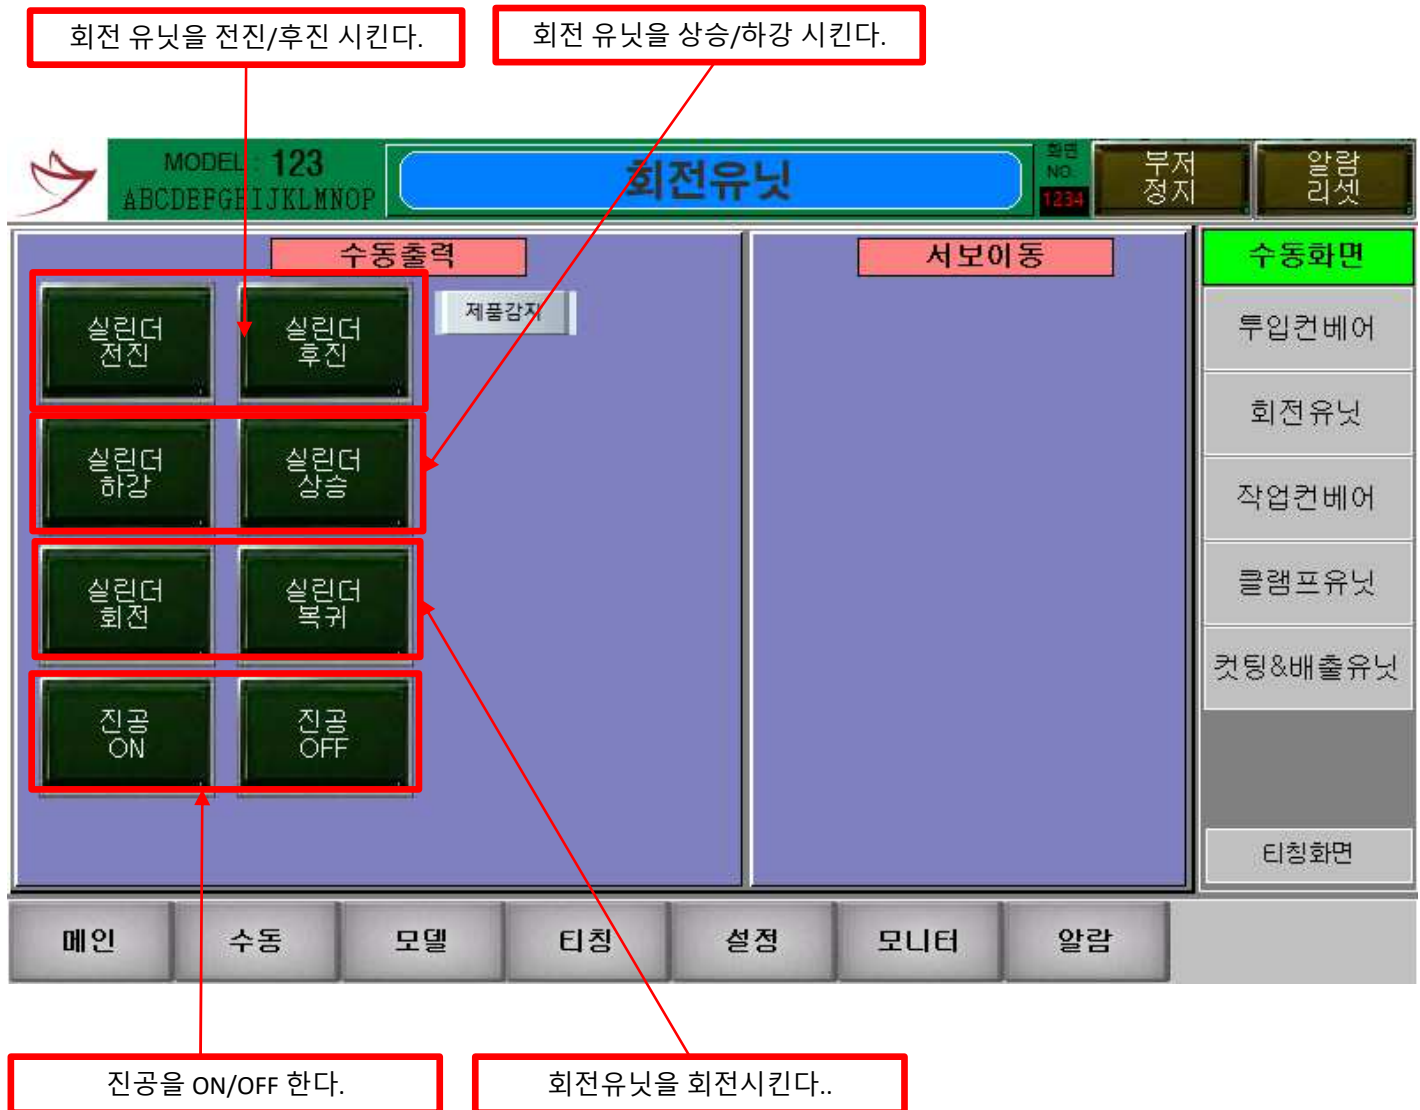 회전 유닛을 전진/후진 시킨다.
회전 유닛을 상승/하강 시킨다.
MODEL : 123
ABCDEFGHIJKLMNOP
회전유닛
화면
NO.
1234
부저
정지
알람
리셋
수동출력
서보이동
수동화면
실린더
전진
실린더
후진
제품감지
투입컨베어
회전유닛
실린더
하강
실린더
상승
작업컨베어
실린더
회전
실린더
복귀
클램프유닛
컷팅&배출유닛
진공
ON
진공
OFF
티칭화면
메인
수동
모델
티칭
설정
모니터
알람
진공을 ON/OFF 한다.
회전유닛을 회전시킨다..